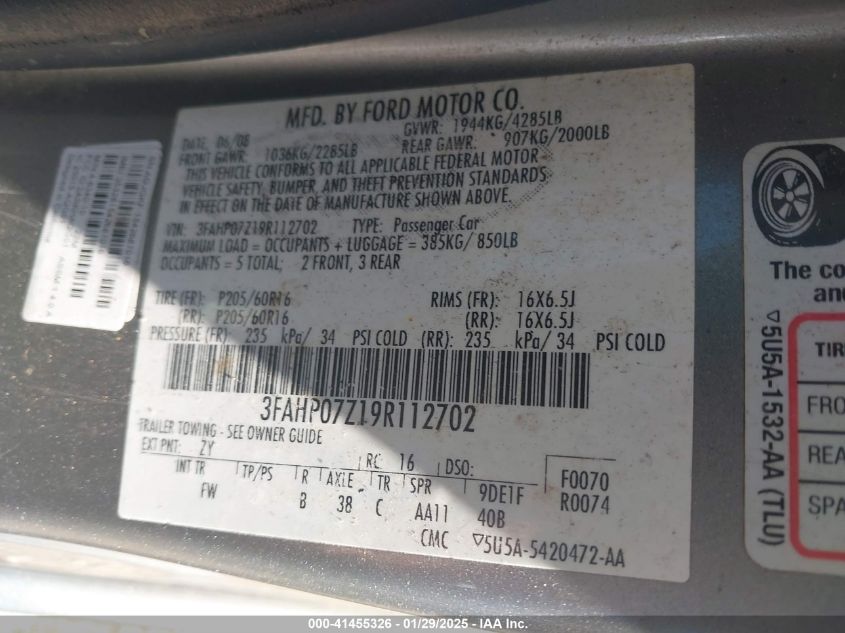 MFD. BY FORD MOTOR CO.
DATE: 06/08 GVWR: 1944KG/4285LB
FRONT GAWR: 1036KG/2285LB REAR GAWR: 907KG/2000LB
THIS VEHICLE CONFORMS TO ALL APPLICABLE FEDERAL MOTOR
VEHICLE SAFETY, BUMPER, AND THEFT PREVENTION STANDARDS
IN EFFECT ON THE DATE OF MANUFACTURE SHOWN ABOVE.
VIN: 3FAHP07Z19R112702 TYPE: Passenger Car
MAXIMUM LOAD = OCCUPANTS + LUGGAGE = 385KG/ 850LB
OCCUPANTS = 5 TOTAL: 2 FRONT, 3 REAR
TIRE (FR): P205/60R16 RIMS (FR): 16X6.5J
(RR): P205/60R16 (RR): 16X6.5J
PRESSURE (FR): 235 kPa/ 34 PSI COLD (RR): 235 kPa/ 34 PSI COLD
3FAHP07Z19R112702
TRAILER TOWING - SEE OWNER GUIDE
EXT PNT: ZY RC: 16 DSO: F0070
INT TR TP/PS R AXLE TR SPR 9DE1F R0074
FW B 38 C AA11 40B
CMC ▽5U5A-5420472-AA
The co
an
▽5U5A-1532-AA (TLU)
TIR
FRO
REA
SPA
000-41455326 - 01/29/2025 - IAA Inc.